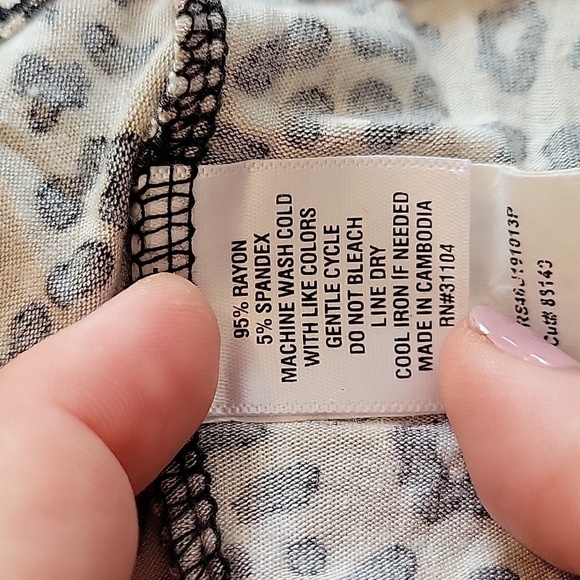 95% RAYON
5% SPANDEX
MACHINE WASH COLD
WITH LIKE COLORS
GENTLE CYCLE
DO NOT BLEACH
LINE DRY
COOL IRON IF NEEDED
MADE IN CAMBODIA
RN#31104
Cut#